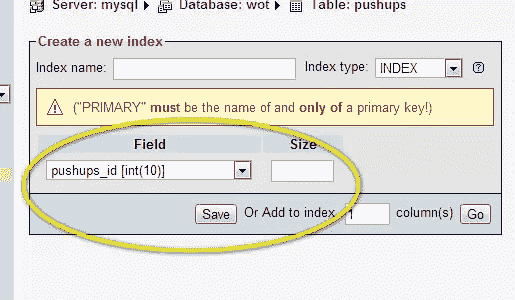 Server: mysql Database: wot Table: pushups
Create a new index
Index name: Index type: INDEX
("PRIMARY" must be the name of and only of a primary key!)
Field Size
pushups_id [int(10)]
Save Or Add to index 1 column(s) Go